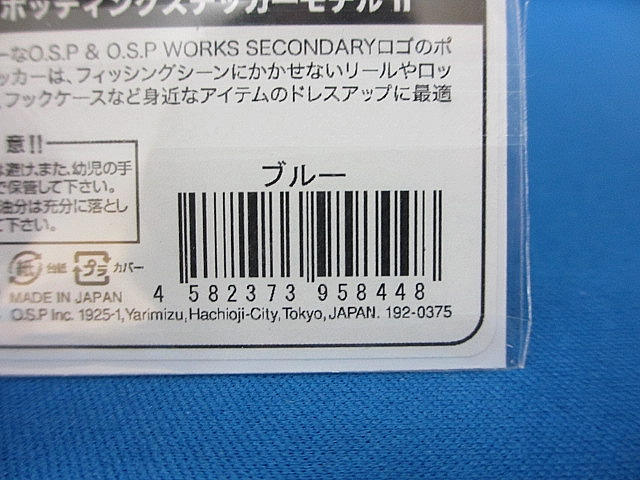 ポッティングステッカーモデル II
ーなO.S.P & O.S.P WORKS SECONDARYロゴのポ
ッカーは、フィッシングシーンにかかせないリールやロッ
、フックケースなど身近なアイテムのドレスアップに最適
意!!
避け、また、幼児の手
で保管して下さい。
油分は充分に落とし
下さい。
ブルー
紙 台紙 プラ カバー
4 582373 958448
MADE IN JAPAN
O.S.P Inc. 1925-1,Yarimizu,Hachioji-City,Tokyo,JAPAN. 192-0375